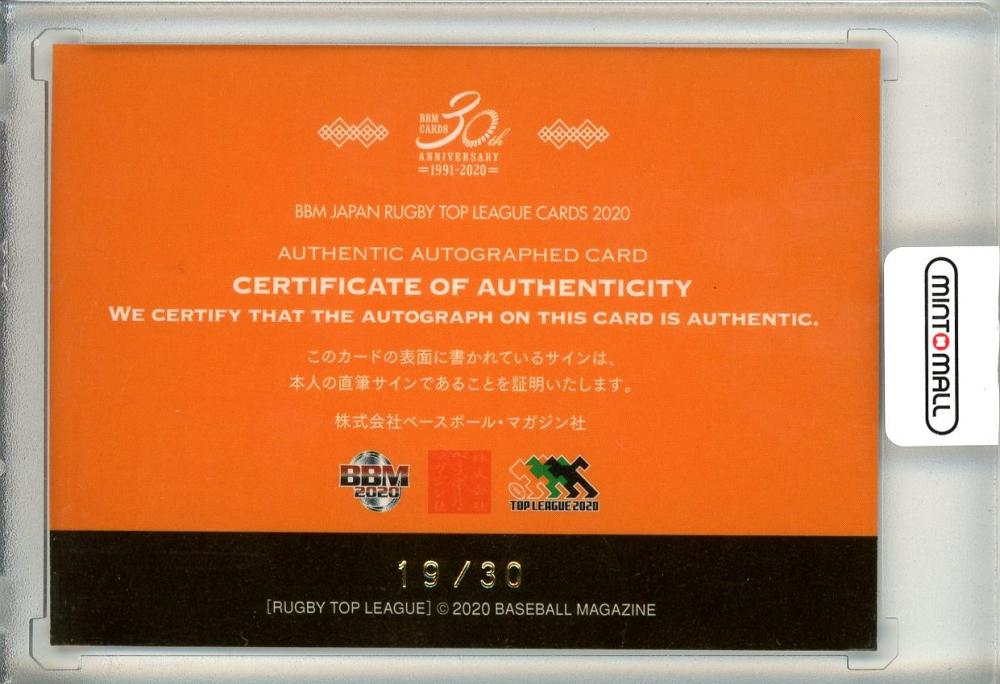 BBM
CARDS
30th
ANNIVERSARY
=1991-2020=
BBM JAPAN RUGBY TOP LEAGUE CARDS 2020
AUTHENTIC AUTOGRAPHED CARD
CERTIFICATE OF AUTHENTICITY
WE CERTIFY THAT THE AUTOGRAPH ON THIS CARD IS AUTHENTIC.
このカードの表面に書かれているサインは、
本人の直筆サインであることを証明いたします。
株式会社ベースボール・マガジン社
BBM
2020
TOP LEAGUE 2020
19/30
[RUGBY TOP LEAGUE] © 2020 BASEBALL MAGAZINE
MINTOMALL